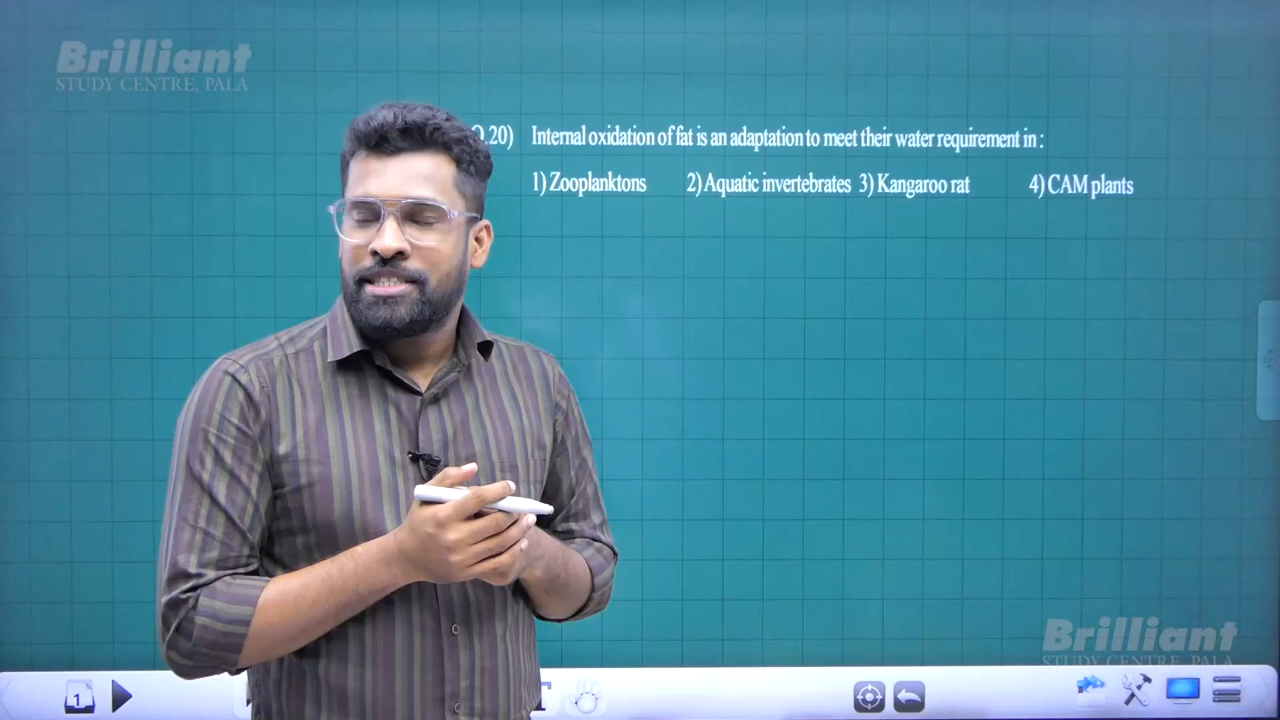 Brilliant
STUDY CENTRE, PALA
Q.20) Internal oxidation of fat is an adaptation to meet their water requirement in :
1) Zooplanktons 2) Aquatic invertebrates 3) Kangaroo rat 4) CAM plants
Brilliant
STUDY CENTRE, PALA
1